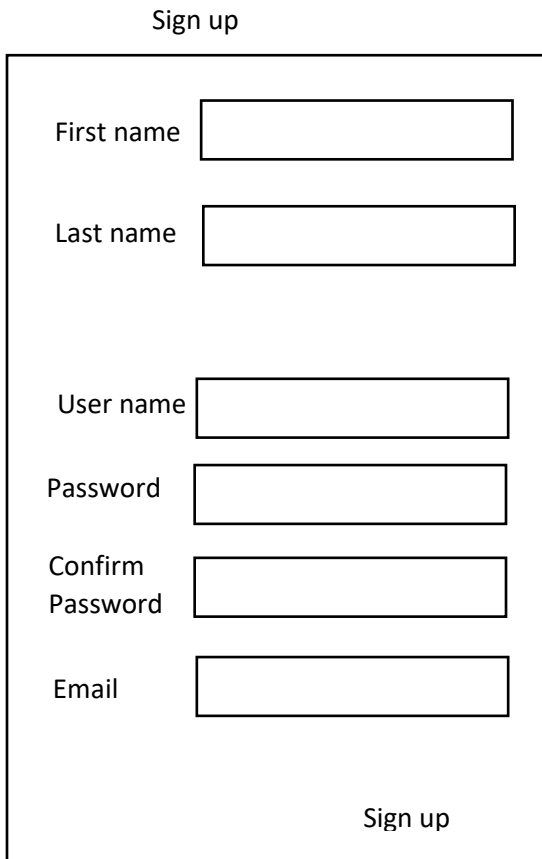 Sign up
First name
Last name
User name
Password
Confirm
Password
Email
Sign up